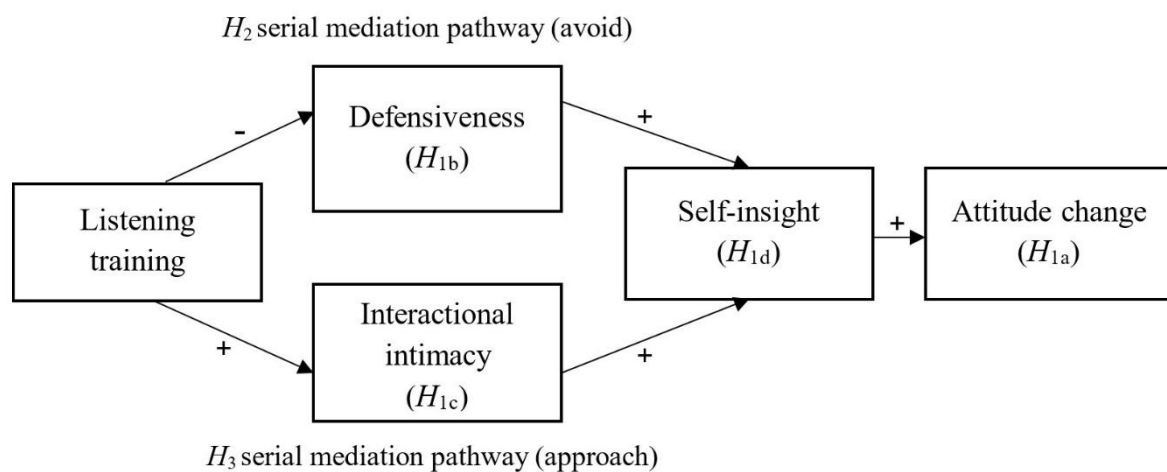 H2 serial mediation pathway (avoid)
Defensiveness
(H1b)
-
+
Listening
training
Self-insight
(H1d)
+
Attitude change
(H1a)
Interactional
intimacy
(H1c)
+
+
H3 serial mediation pathway (approach)